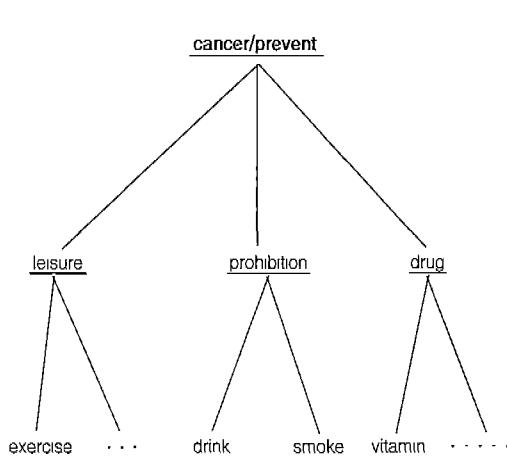 cancer/prevent
leisure prohibition drug
exercise . . . drink smoke vitamin . . . . .